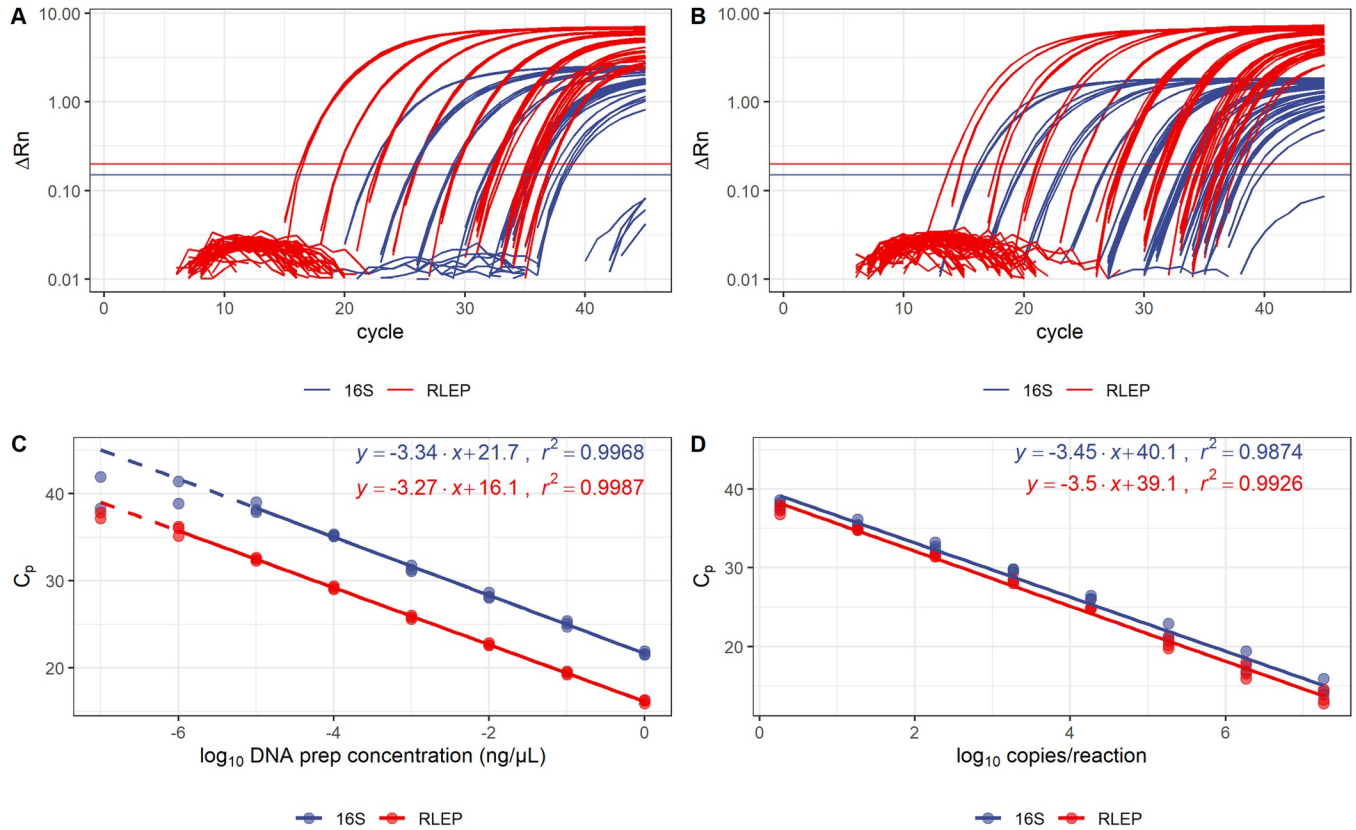 A
10.00
1.00
0.10
0.01
ΔRn
0 10 20 30 40
cycle
16S RLEP
B
10.00
1.00
0.10
0.01
ΔRn
0 10 20 30 40
cycle
16S RLEP
C
y = -3.34 · x+21.7 , r² = 0.9968
y = -3.27 · x+16.1 , r² = 0.9987
40
30
20
Cₚ
-6 -4 -2 0
log₁₀ DNA prep concentration (ng/µL)
16S RLEP
D
y = -3.45 · x+40.1 , r² = 0.9874
y = -3.5 · x+39.1 , r² = 0.9926
40
30
20
Cₚ
0 2 4 6
log₁₀ copies/reaction
16S RLEP